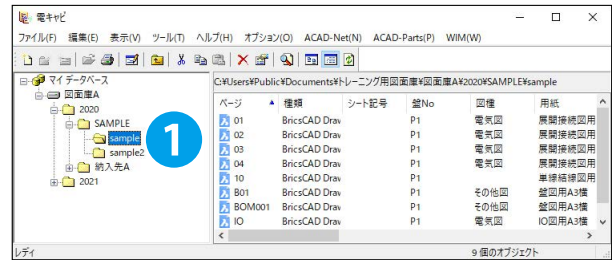 電キャビ
ファイル(F) 編集(E) 表示(V) ツール(T) ヘルプ(H) オプション(O) ACAD-Net(N) ACAD-Parts(P) WIM(W)
マイデータベース
図面庫A
2020
SAMPLE
sample
sample2
納入先A
2021
1
C:¥Users¥Public¥Documents¥トレーニング用図面庫¥図面庫A¥2020¥SAMPLE¥sample
ページ 種類 シート記号 盤No 図種 用紙
01 BricsCAD Draw P1 電気図 展開接続図用
02 BricsCAD Draw P1 電気図 展開接続図用
03 BricsCAD Draw P1 電気図 展開接続図用
04 BricsCAD Draw P1 電気図 展開接続図用
10 BricsCAD Draw P1 単線結線図用
B01 BricsCAD Draw P1 その他図 盤図用A3横
BOM001 BricsCAD Draw P1 その他図 盤図用A3横
IO BricsCAD Draw P1 電気図 IO図用A3横
レディ 9 個のオブジェクト